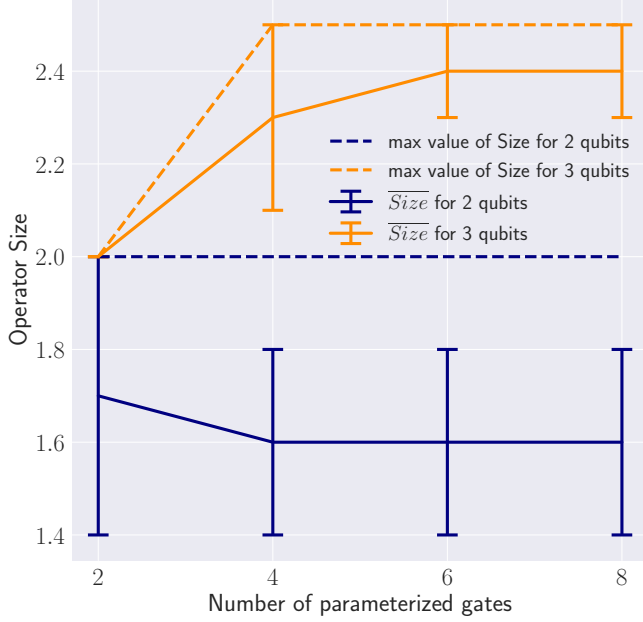 Operator Size
2.4
2.2
2.0
1.8
1.6
1.4
max value of Size for 2 qubits
max value of Size for 3 qubits
Size for 2 qubits
Size for 3 qubits
2 4 6 8
Number of parameterized gates